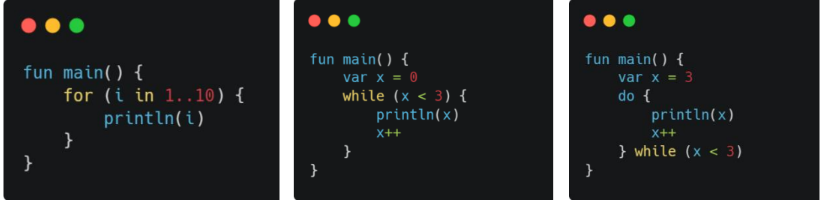 fun main() {
    for (i in 1..10) {
        println(i)
    }
}
fun main() {
    var x = 0
    while (x < 3) {
        println(x)
        x++
    }
}
fun main() {
    var x = 3
    do {
        println(x)
        x++
    } while (x < 3)
}